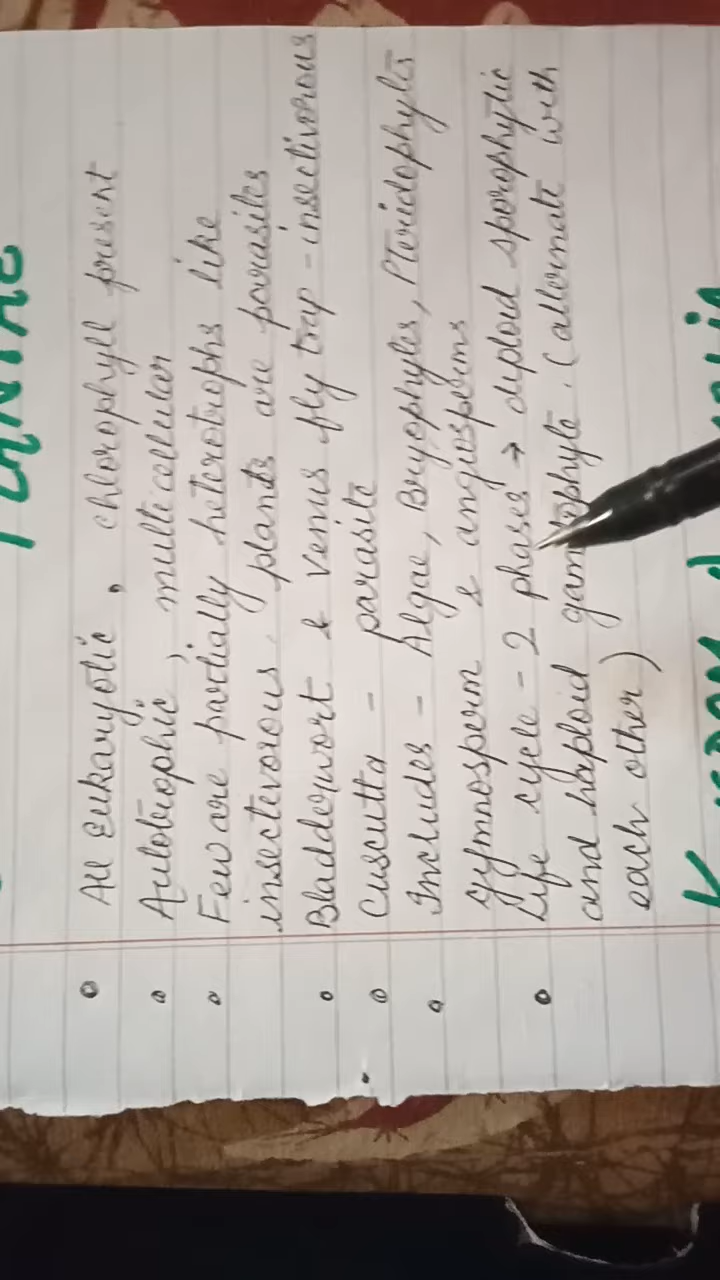 PLANTAE
All Eukaryotic, chlorophyll present
Autotrophic, multicellular
Few are partially heterotrophs like
insectevorous plants are parasites
Bladderwort & venus fly trap - insectivorous
Cuscutta - parasite
Includes - Algae, Bryophytes, Pteridophytes
gymnosperm & angiosperms
Life cycle - 2 phases → diploid sporophytic
and haploid gametophyte. (alternate with
each other)